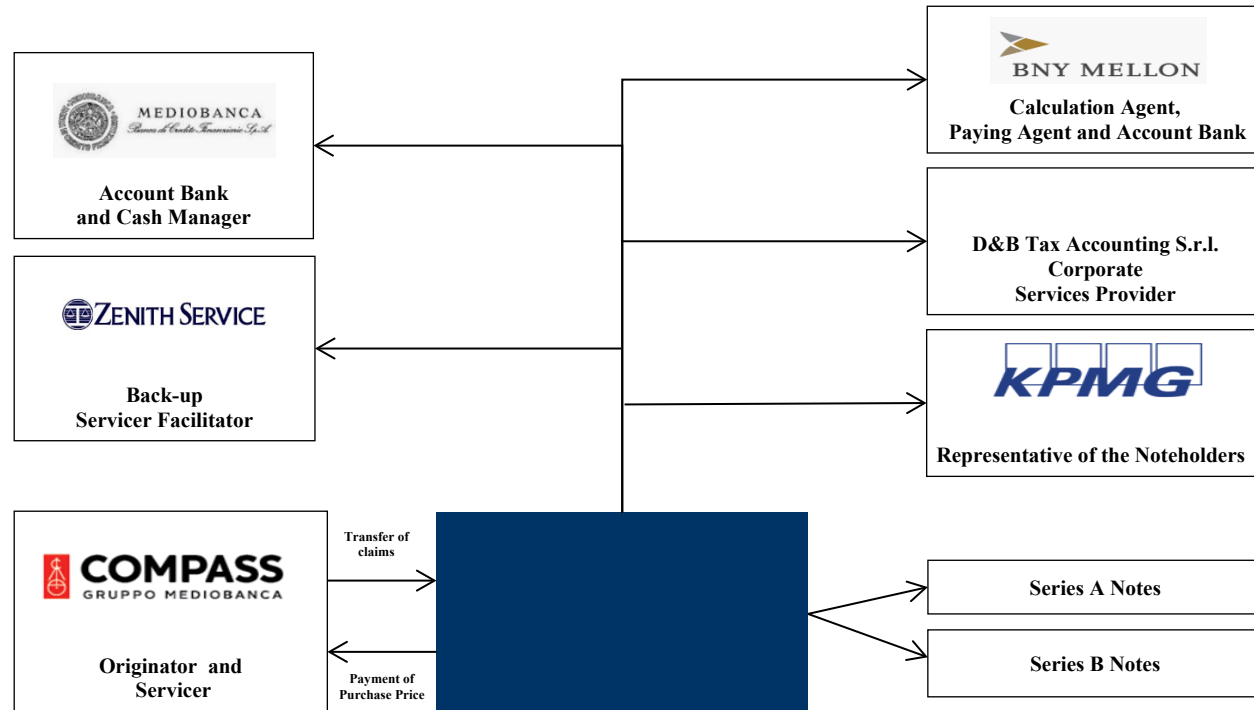 MEDIOBANCA
Banca di Credito Finanziario S.p.A.
Account Bank
and Cash Manager
BNY MELLON
Calculation Agent,
Paying Agent and Account Bank
ZENITH SERVICE
Back-up
Servicer Facilitator
D&B Tax Accounting S.r.l.
Corporate
Services Provider
KPMG
Representative of the Noteholders
COMPASS
GRUPPO MEDIOBANCA
Originator and
Servicer
Transfer of
claims
Payment of
Purchase Price
Series A Notes
Series B Notes